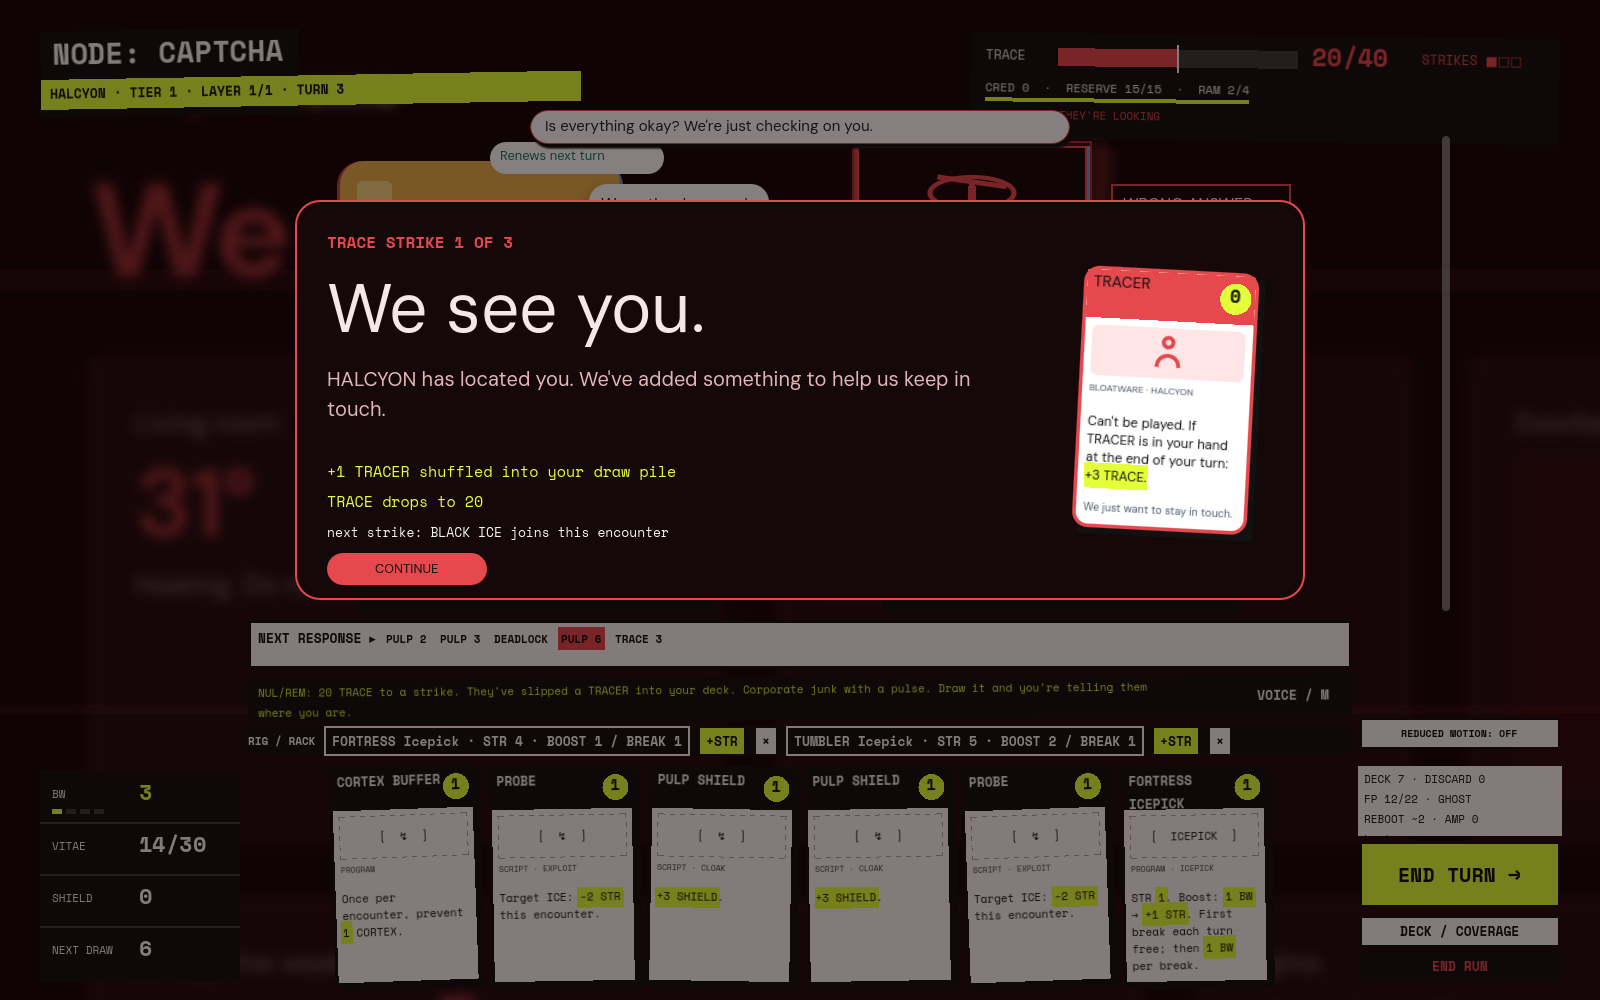 NODE: CAPTCHA
HALCYON · TIER 1 · LAYER 1/1 · TURN 3
TRACE 20/40 STRIKES ■□□
CRED 0 · RESERVE 15/15 · RAM 2/4
THEY'RE LOOKING
Is everything okay? We're just checking on you.
Renews next turn
WRONG ANSWER
We
Living room
31°
TRACE STRIKE 1 OF 3
We see you.
HALCYON has located you. We've added something to help us keep in
touch.
+1 TRACER shuffled into your draw pile
TRACE drops to 20
next strike: BLACK ICE joins this encounter
CONTINUE
TRACER 0
BLOATWARE · HALCYON
Can't be played. If
TRACER is in your hand
at the end of your turn:
+3 TRACE.
We just want to stay in touch.
NEXT RESPONSE ▸ PULP 2 PULP 3 DEADLOCK PULP 6 TRACE 3
NUL/REM: 20 TRACE to a strike. They've slipped a TRACER into your deck. Corporate junk with a pulse. Draw it and you're telling them
where you are.
VOICE / M
RIG / RACK FORTRESS Icepick · STR 4 · BOOST 1 / BREAK 1 +STR × TUMBLER Icepick · STR 5 · BOOST 2 / BREAK 1 +STR ×
REDUCED MOTION: OFF
BW 3
VITAE 14/30
SHIELD 0
NEXT DRAW 6
CORTEX BUFFER 1
[ ↯ ]
PROGRAM
Once per
encounter, prevent
1 CORTEX.
PROBE 1
[ ↯ ]
SCRIPT · EXPLOIT
Target ICE: -2 STR
this encounter.
PULP SHIELD 1
[ ↯ ]
SCRIPT · CLOAK
+3 SHIELD.
PULP SHIELD 1
[ ↯ ]
SCRIPT · CLOAK
+3 SHIELD.
PROBE 1
[ ↯ ]
SCRIPT · EXPLOIT
Target ICE: -2 STR
this encounter.
FORTRESS
ICEPICK 1
[ ICEPICK ]
PROGRAM · ICEPICK
STR 1. Boost: 1 BW
→ +1 STR. First
break each turn
free; then 1 BW
per break.
DECK 7 · DISCARD 0
FP 12/22 · GHOST
REBOOT ~2 · AMP 0
END TURN →
DECK / COVERAGE
END RUN